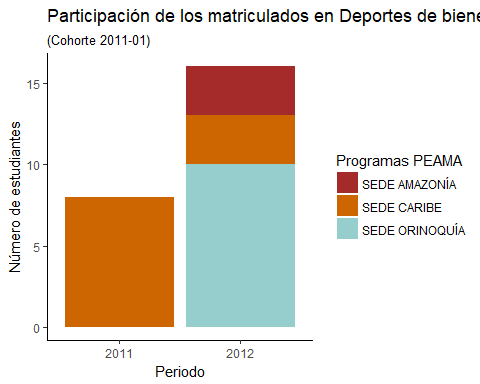 Participación de los matriculados en Deportes de biene
(Cohorte 2011-01)
15
10
5
0
Número de estudiantes
2011
2012
Periodo
Programas PEAMA
SEDE AMAZONÍA
SEDE CARIBE
SEDE ORINOQUÍA